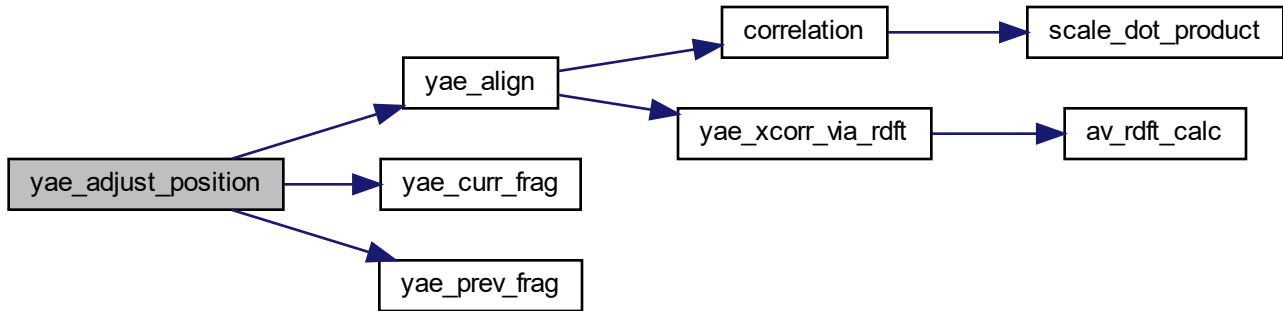 correlation
scale_dot_product
yae_align
yae_xcorr_via_rdft
av_rdft_calc
yae_adjust_position
yae_curr_frag
yae_prev_frag